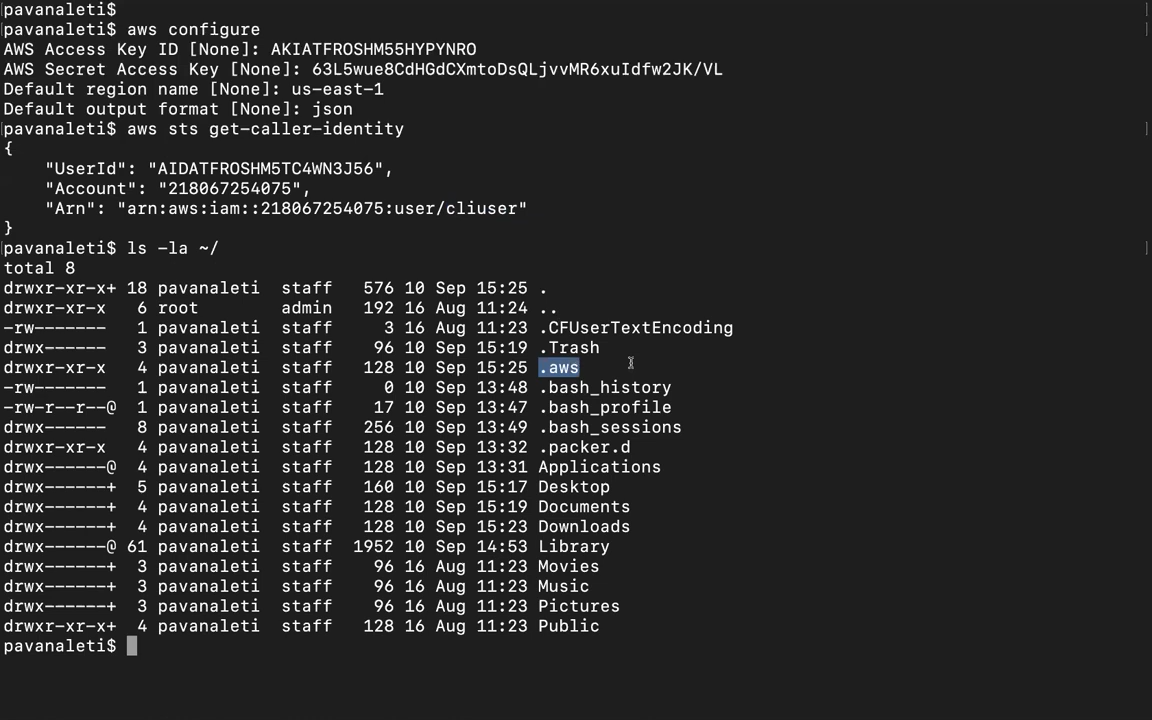 pavanaleti$
pavanaleti$ aws configure
AWS Access Key ID [None]: AKIATFROSHM55HYPYNRO
AWS Secret Access Key [None]: 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
Default region name [None]: us-east-1
Default output format [None]: json
pavanaleti$ aws sts get-caller-identity
{
    "UserId": "AIDATFROSHM5TC4WN3J56",
    "Account": "218067254075",
    "Arn": "arn:aws:iam::218067254075:user/cliuser"
}
pavanaleti$ ls -la ~/
total 8
drwxr-xr-x+ 18 pavanaleti  staff   576 10 Sep 15:25 .
drwxr-xr-x   6 root        admin   192 16 Aug 11:24 ..
-rw-------   1 pavanaleti  staff     3 16 Aug 11:23 .CFUserTextEncoding
drwx------   3 pavanaleti  staff    96 10 Sep 15:19 .Trash
drwxr-xr-x   4 pavanaleti  staff   128 10 Sep 15:25 .aws
-rw-------   1 pavanaleti  staff     0 10 Sep 13:48 .bash_history
-rw-r--r--@  1 pavanaleti  staff    17 10 Sep 13:47 .bash_profile
drwx------   8 pavanaleti  staff   256 10 Sep 13:49 .bash_sessions
drwxr-xr-x   4 pavanaleti  staff   128 10 Sep 13:32 .packer.d
drwx------@  4 pavanaleti  staff   128 10 Sep 13:31 Applications
drwx------+  5 pavanaleti  staff   160 10 Sep 15:17 Desktop
drwx------+  4 pavanaleti  staff   128 10 Sep 15:19 Documents
drwx------+  4 pavanaleti  staff   128 10 Sep 15:23 Downloads
drwx------@ 61 pavanaleti  staff  1952 10 Sep 14:53 Library
drwx------+  3 pavanaleti  staff    96 16 Aug 11:23 Movies
drwx------+  3 pavanaleti  staff    96 16 Aug 11:23 Music
drwx------+  3 pavanaleti  staff    96 16 Aug 11:23 Pictures
drwxr-xr-x+  4 pavanaleti  staff   128 16 Aug 11:23 Public
pavanaleti$